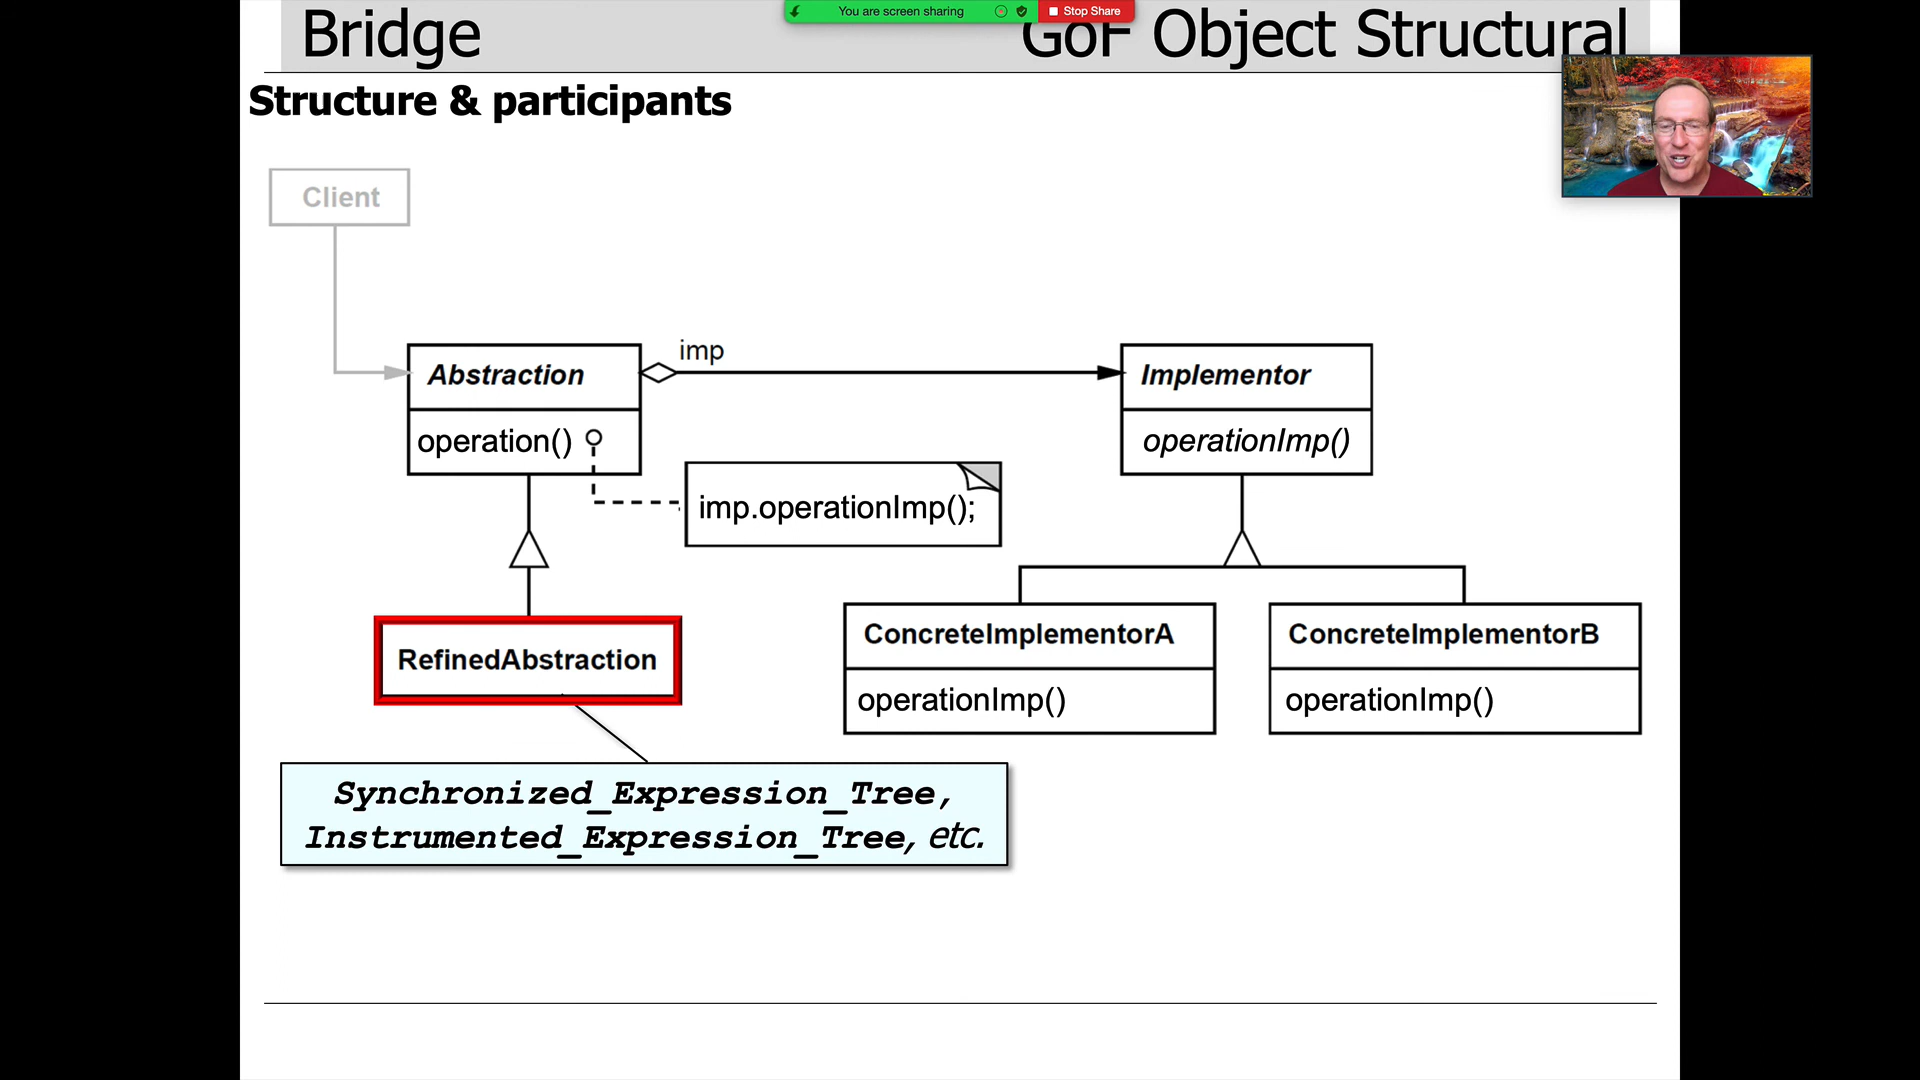 You are screen sharing
Stop Share
Bridge
GoF Object Structural
Structure & participants
Client
Abstraction
imp
Implementor
operation()
operationImp()
imp.operationImp();
RefinedAbstraction
ConcreteImplementorA
ConcreteImplementorB
operationImp()
operationImp()
Synchronized_Expression_Tree,
Instrumented_Expression_Tree, etc.